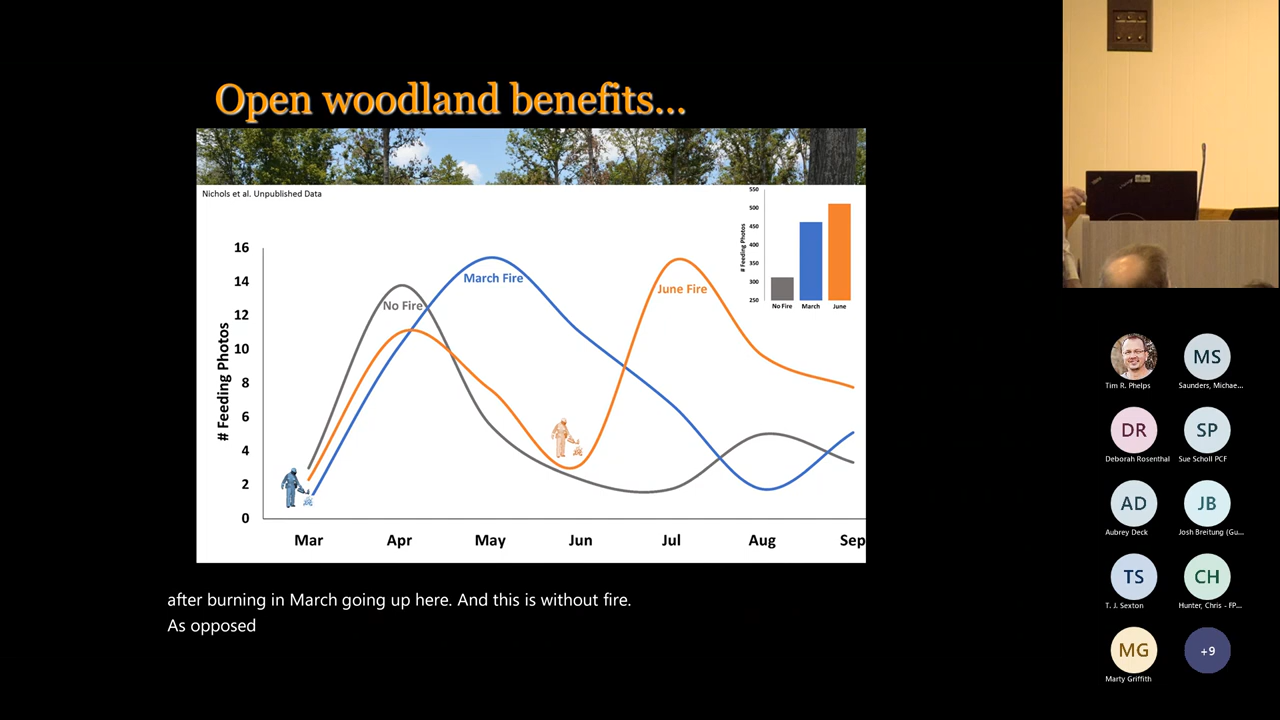 Open woodland benefits...
Nichols et al. Unpublished Data
# Feeding Photos
16
14
12
10
8
6
4
2
0
No Fire
March Fire
June Fire
Mar
Apr
May
Jun
Jul
Aug
Sep
# Feeding Photos
550
500
450
400
350
300
250
No Fire
March
June
after burning in March going up here. And this is without fire.
As opposed
Tim R. Phelps
MS
Saunders, Michae...
DR
Deborah Rosenthal
SP
Sue Scholl PCF
AD
Aubrey Deck
JB
Josh Breitung (Gu...
TS
T. J. Sexton
CH
Hunter, Chris - FP...
MG
Marty Griffith
+9